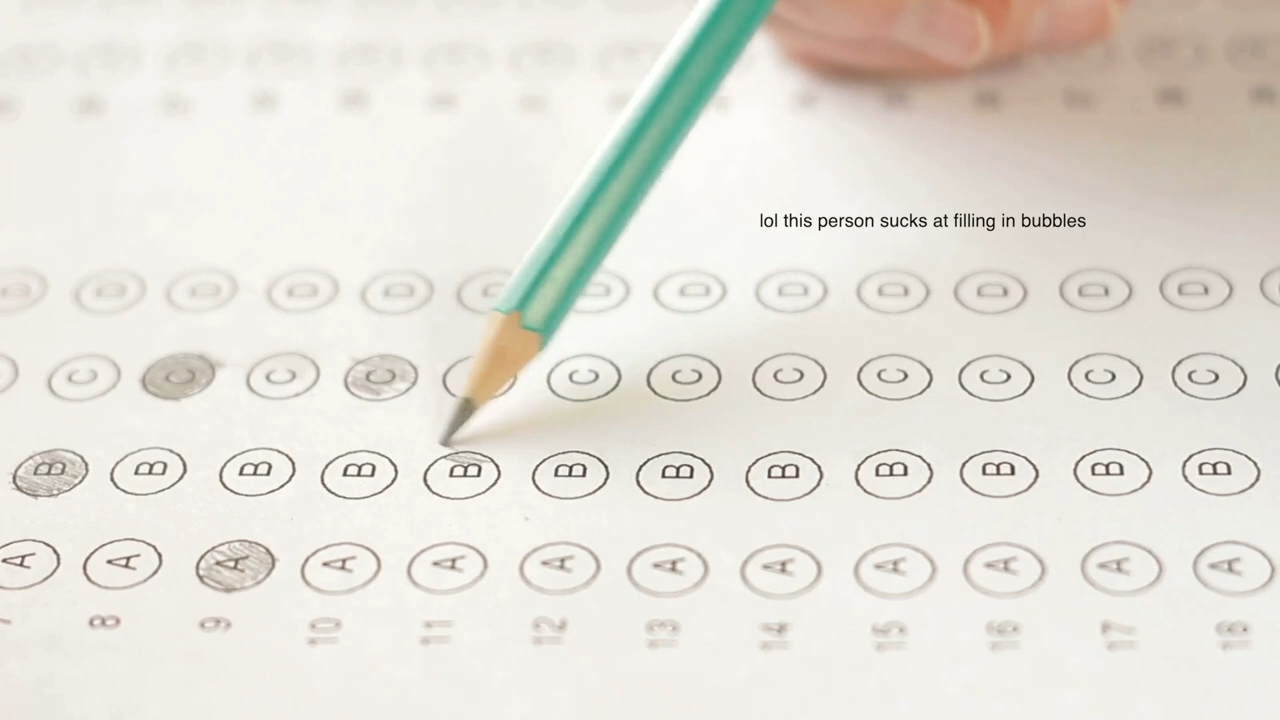 lol this person sucks at filling in bubbles
A B C D
8 A B C D
9 A B C D
10 A B C D
11 A B D
12 A B C D
13 A B C D
14 A B C D
15 A B C D
16 A B C D
17 A B C D
18 A B C D